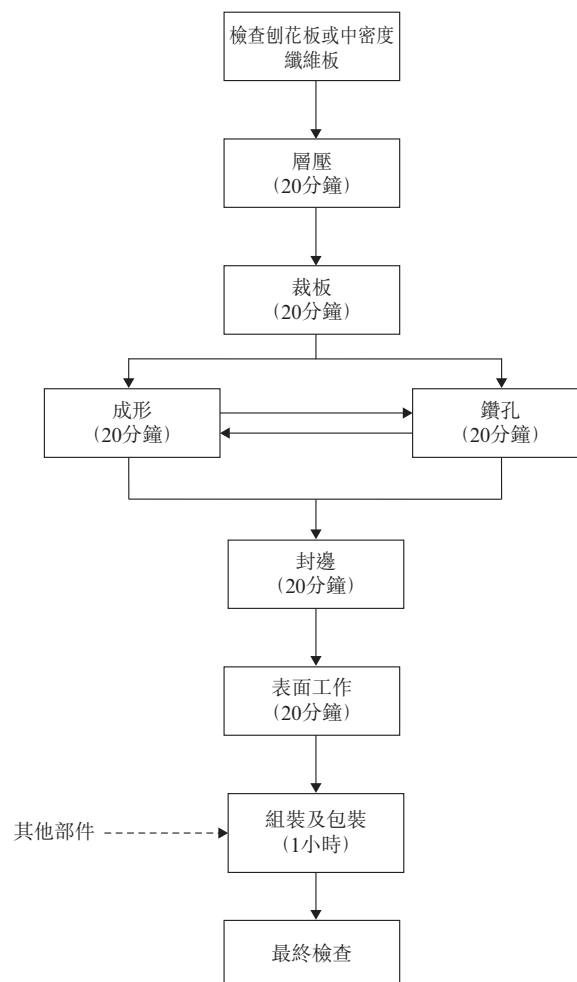 檢查刨花板或中密度
纖維板
層壓
(20分鐘)
裁板
(20分鐘)
成形
(20分鐘)
鑽孔
(20分鐘)
封邊
(20分鐘)
表面工作
(20分鐘)
其他部件
組裝及包裝
(1小時)
最終檢查